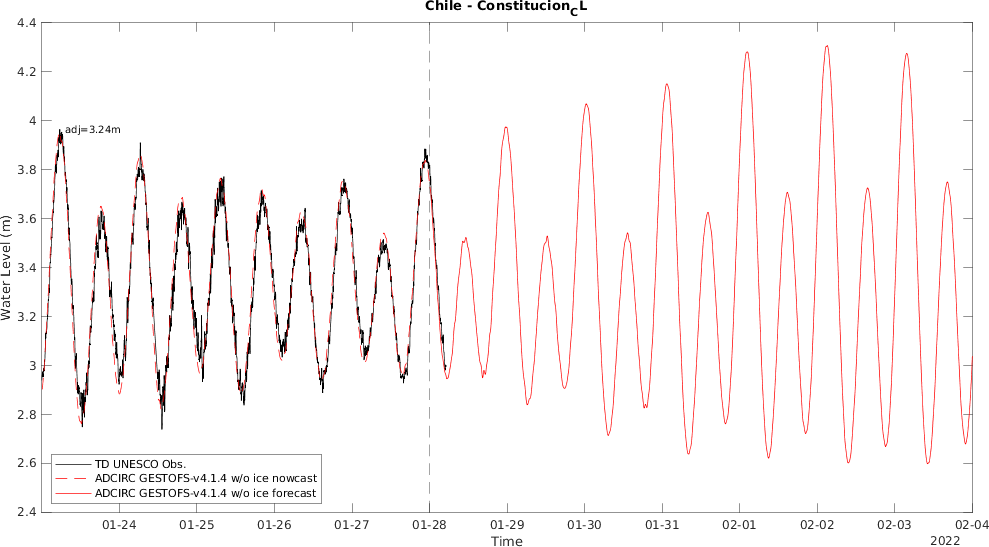 Chile - Constitucion_CL
4.4
4.2
4
3.8
3.6
3.4
3.2
3
2.8
2.6
2.4
Water Level (m)
adj=3.24m
TD UNESCO Obs.
ADCIRC GESTOFS-v4.1.4 w/o ice nowcast
ADCIRC GESTOFS-v4.1.4 w/o ice forecast
01-24 01-25 01-26 01-27 01-28 01-29 01-30 01-31 02-01 02-02 02-03 02-04
Time
2022